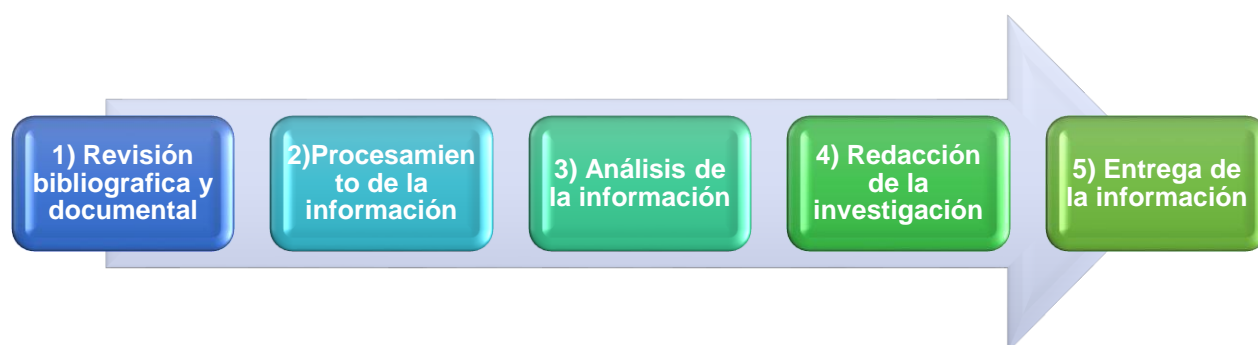 1) Revisión
bibliografica y
documental
2)Procesamien
to de la
información
3) Análisis de
la información
4) Redacción
de la
investigación
5) Entrega de
la información